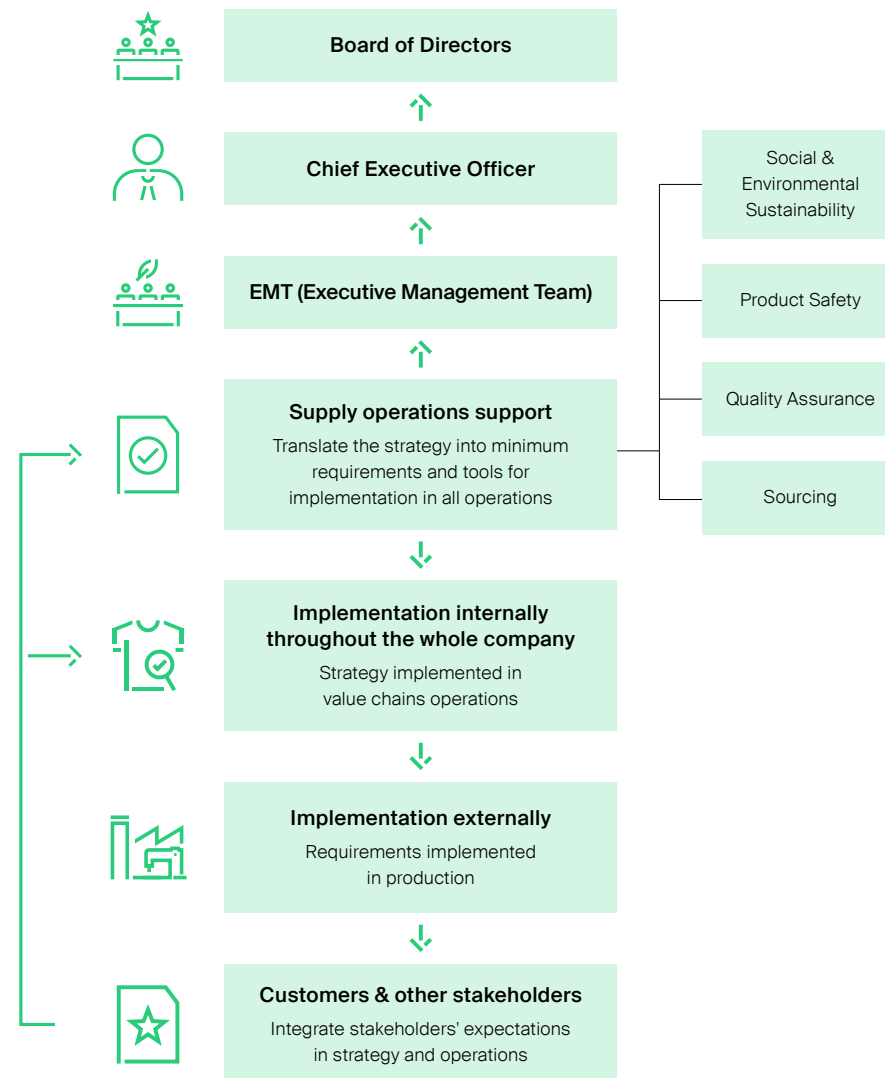 Board of Directors
Chief Executive Officer
EMT (Executive Management Team)
Supply operations support
Translate the strategy into minimum
requirements and tools for
implementation in all operations
Social &
Environmental
Sustainability
Product Safety
Quality Assurance
Sourcing
Implementation internally
throughout the whole company
Strategy implemented in
value chains operations
Implementation externally
Requirements implemented
in production
Customers & other stakeholders
Integrate stakeholders' expectations
in strategy and operations